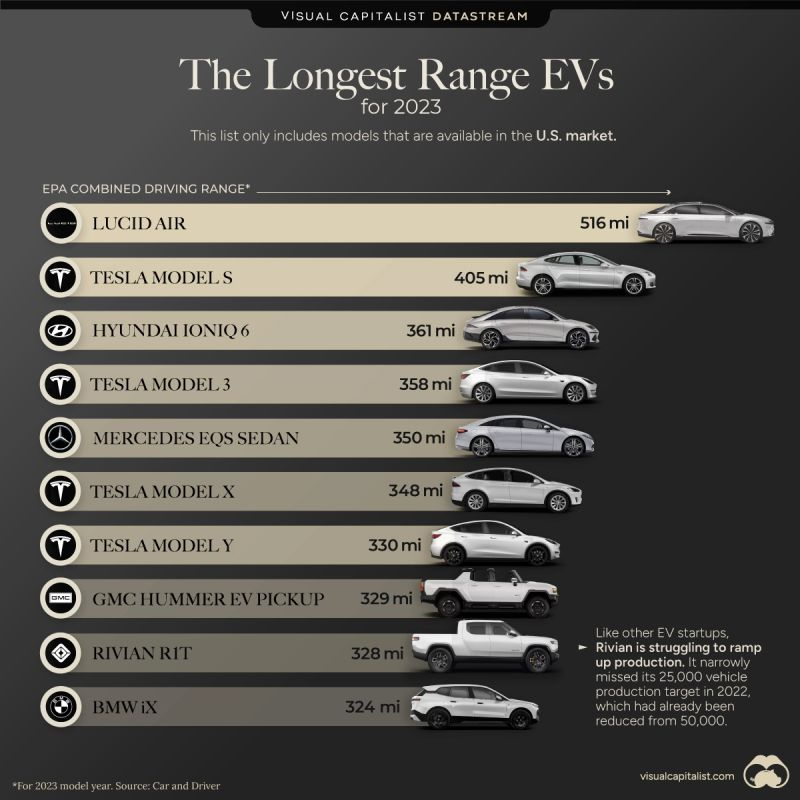 VISUAL CAPITALIST DATASTREAM
The Longest Range EVs
for 2023
This list only includes models that are available in the U.S. market.
EPA COMBINED DRIVING RANGE*
LUCID AIR 516 mi
TESLA MODEL S 405 mi
HYUNDAI IONIQ 6 361 mi
TESLA MODEL 3 358 mi
MERCEDES EQS SEDAN 350 mi
TESLA MODEL X 348 mi
TESLA MODEL Y 330 mi
GMC GMC HUMMER EV PICKUP 329 mi
RIVIAN R1T 328 mi
BMW iX 324 mi
Like other EV startups,
Rivian is struggling to ramp
up production. It narrowly
missed its 25,000 vehicle
production target in 2022,
which had already been
reduced from 50,000.
*For 2023 model year. Source: Car and Driver
visualcapitalist.com